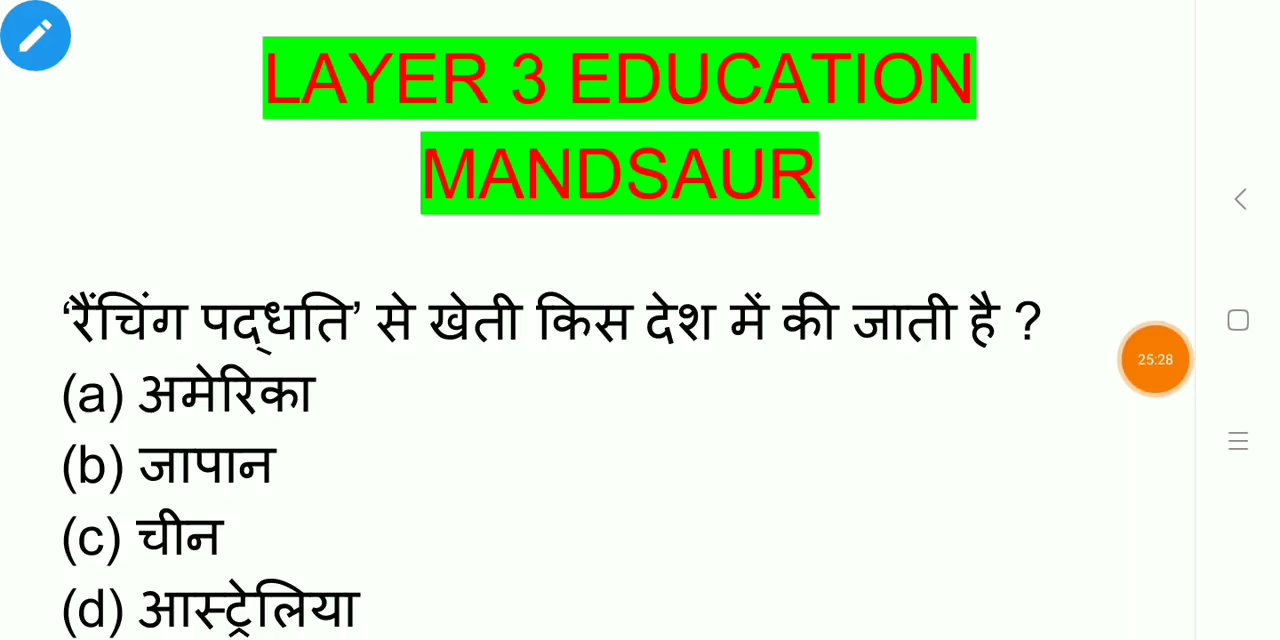 LAYER 3 EDUCATION
MANDSAUR
‘रैंचिंग पद्धति’ से खेती किस देश में की जाती है ?
25:28
(a) अमेरिका
(b) जापान
(c) चीन
(d) आस्ट्रेलिया